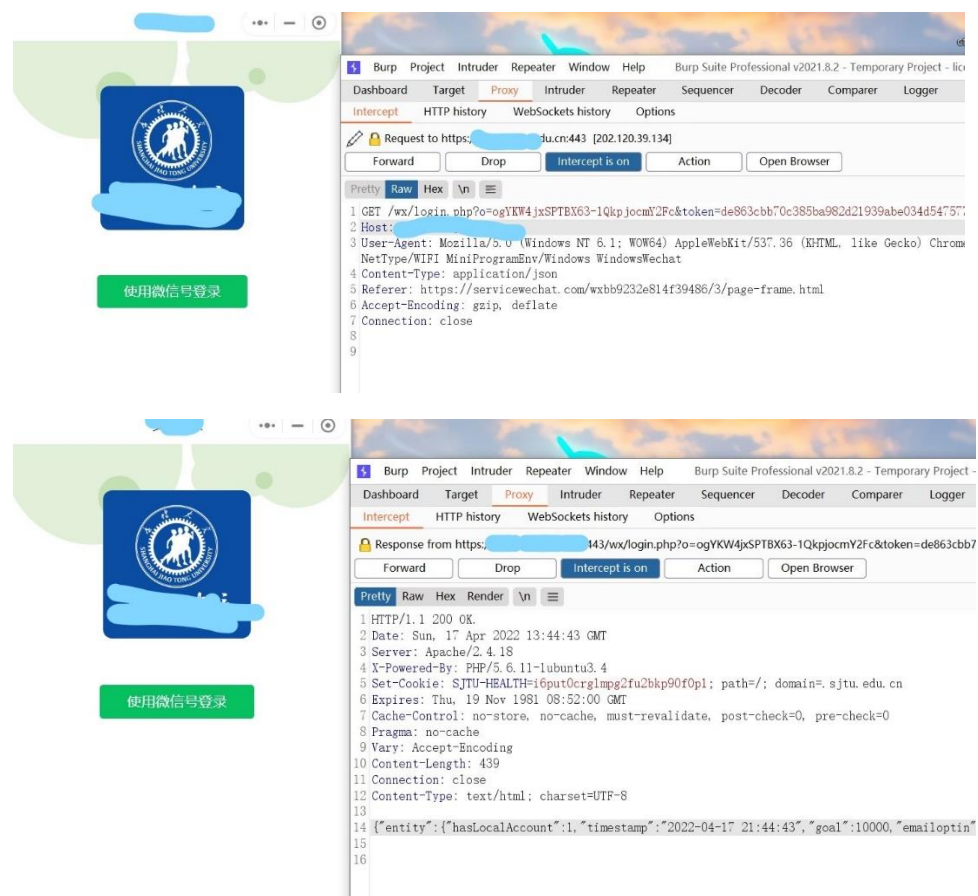 Burp Project Intruder Repeater Window Help Burp Suite Professional v2021.8.2 - Temporary Project - lice
Dashboard Target Proxy Intruder Repeater Sequencer Decoder Comparer Logger
Intercept HTTP history WebSockets history Options
Request to https: du.cn:443 [202.120.39.134]
Forward Drop Intercept is on Action Open Browser
Pretty Raw Hex \n
SHANGHAI JIAO TONG UNIVERSITY
使用微信号登录
1 GET /wx/login.php?o=ogYKW4jxSPTBX63-1QkpjocmY2Fc&token=de863cbb70c385ba982d21939abe034d547577
2 Host:
3 User-Agent: Mozilla/5.0 (Windows NT 6.1; WOW64) AppleWebKit/537.36 (KHTML, like Gecko) Chrome
NetType/WIFI MiniProgramEnv/Windows WindowsWechat
4 Content-Type: application/json
5 Referer: https://servicewechat.com/wxbb9232e814f39486/3/page-frame.html
6 Accept-Encoding: gzip, deflate
7 Connection: close
8
9
Burp Project Intruder Repeater Window Help Burp Suite Professional v2021.8.2 - Temporary Project -
Dashboard Target Proxy Intruder Repeater Sequencer Decoder Comparer Logger
Intercept HTTP history WebSockets history Options
Response from https: 443/wx/login.php?o=ogYKW4jxSPTBX63-1Qkpjocm Y2Fc&token=de863cbb7
Forward Drop Intercept is on Action Open Browser
Pretty Raw Hex Render \n
SHANGHAI JIAO TONG UNIVERSITY
使用微信号登录
1 HTTP/1.1 200 OK.
2 Date: Sun, 17 Apr 2022 13:44:43 GMT
3 Server: Apache/2.4.18
4 X-Powered-By: PHP/5.6.11-1ubuntu3.4
5 Set-Cookie: SJTU-HEALTH=i6put0crglmpg2fu2bkp90f0p1; path=/; domain=.sjtu.edu.cn
6 Expires: Thu, 19 Nov 1981 08:52:00 GMT
7 Cache-Control: no-store, no-cache, must-revalidate, post-check=0, pre-check=0
8 Pragma: no-cache
9 Vary: Accept-Encoding
10 Content-Length: 439
11 Connection: close
12 Content-Type: text/html; charset=UTF-8
13
14 {"entity":{"hasLocalAccount":1,"timestamp":"2022-04-17 21:44:43","goal":10000,"emailoptin"
15
16